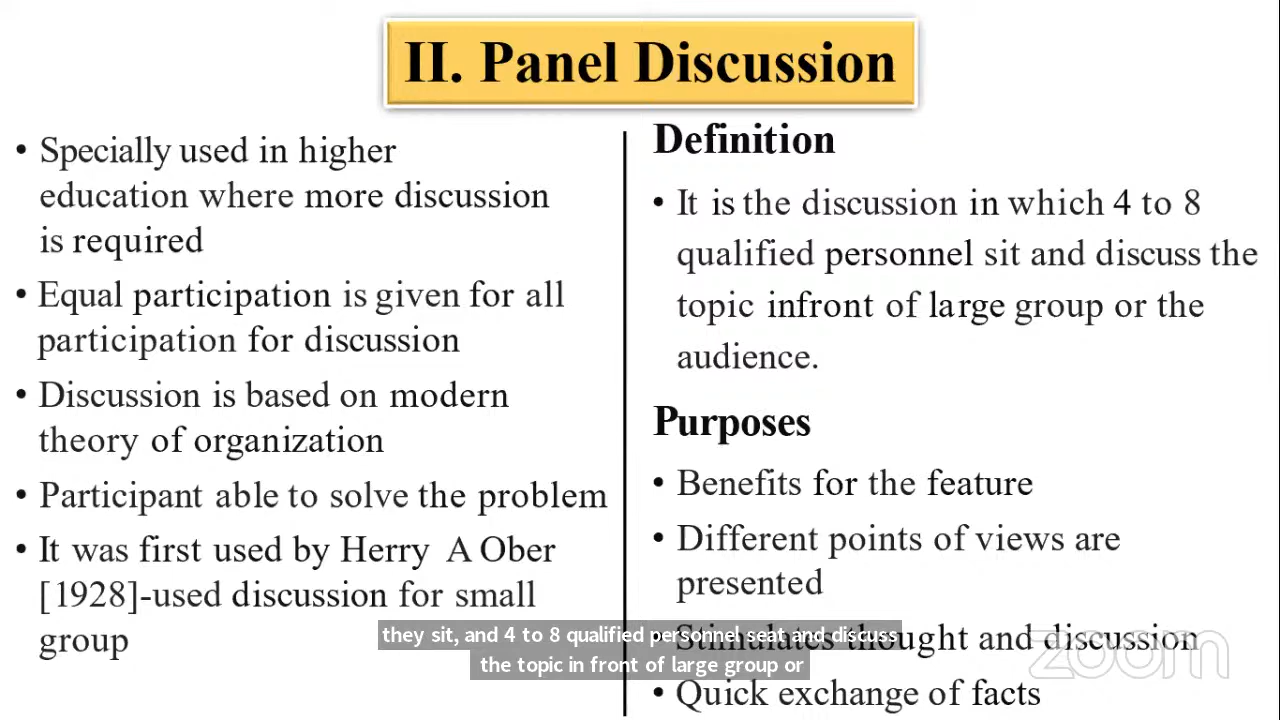 II. Panel Discussion
• Specially used in higher
education where more discussion
is required
• Equal participation is given for all
participation for discussion
• Discussion is based on modern
theory of organization
• Participant able to solve the problem
• It was first used by Herry A Ober
[1928]-used discussion for small
group
Definition
• It is the discussion in which 4 to 8
qualified personnel sit and discuss the
topic infront of large group or the
audience.
Purposes
• Benefits for the feature
• Different points of views are
presented
• Stimulates thought and discussion
• Quick exchange of facts
they sit, and 4 to 8 qualified personnel seat and discuss
the topic in front of large group or
zoom